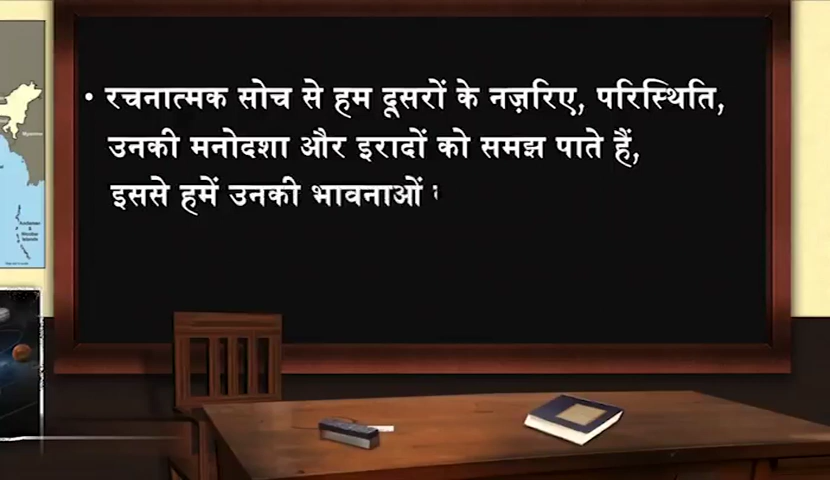 • रचनात्मक सोच से हम दूसरों के नज़रिए, परिस्थिति,
उनकी मनोदशा और इरादों को समझ पाते हैं,
इससे हमें उनकी भावनाओं